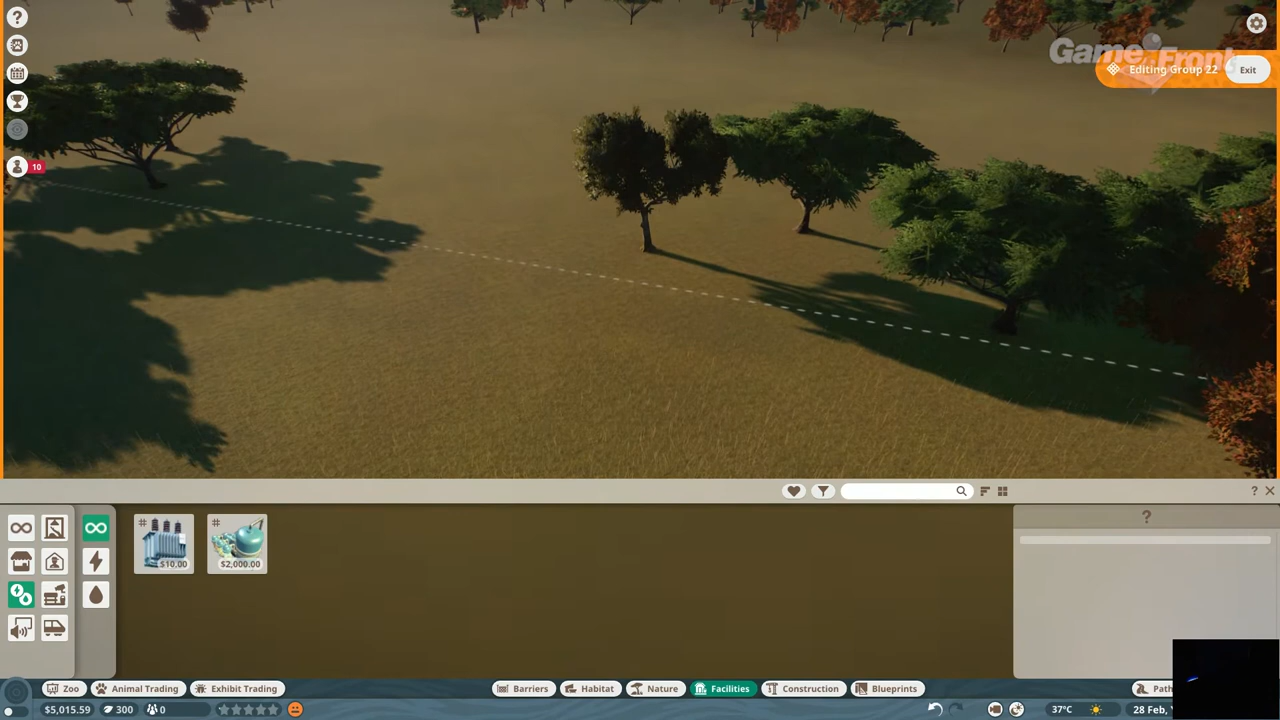 GameFront
Editing Group 22
Exit
10
$10.00
$2,000.00
Zoo
Animal Trading
Exhibit Trading
Barriers
Habitat
Nature
Facilities
Construction
Blueprints
Path
$5,015.59
300
0
37°C
28 Feb,